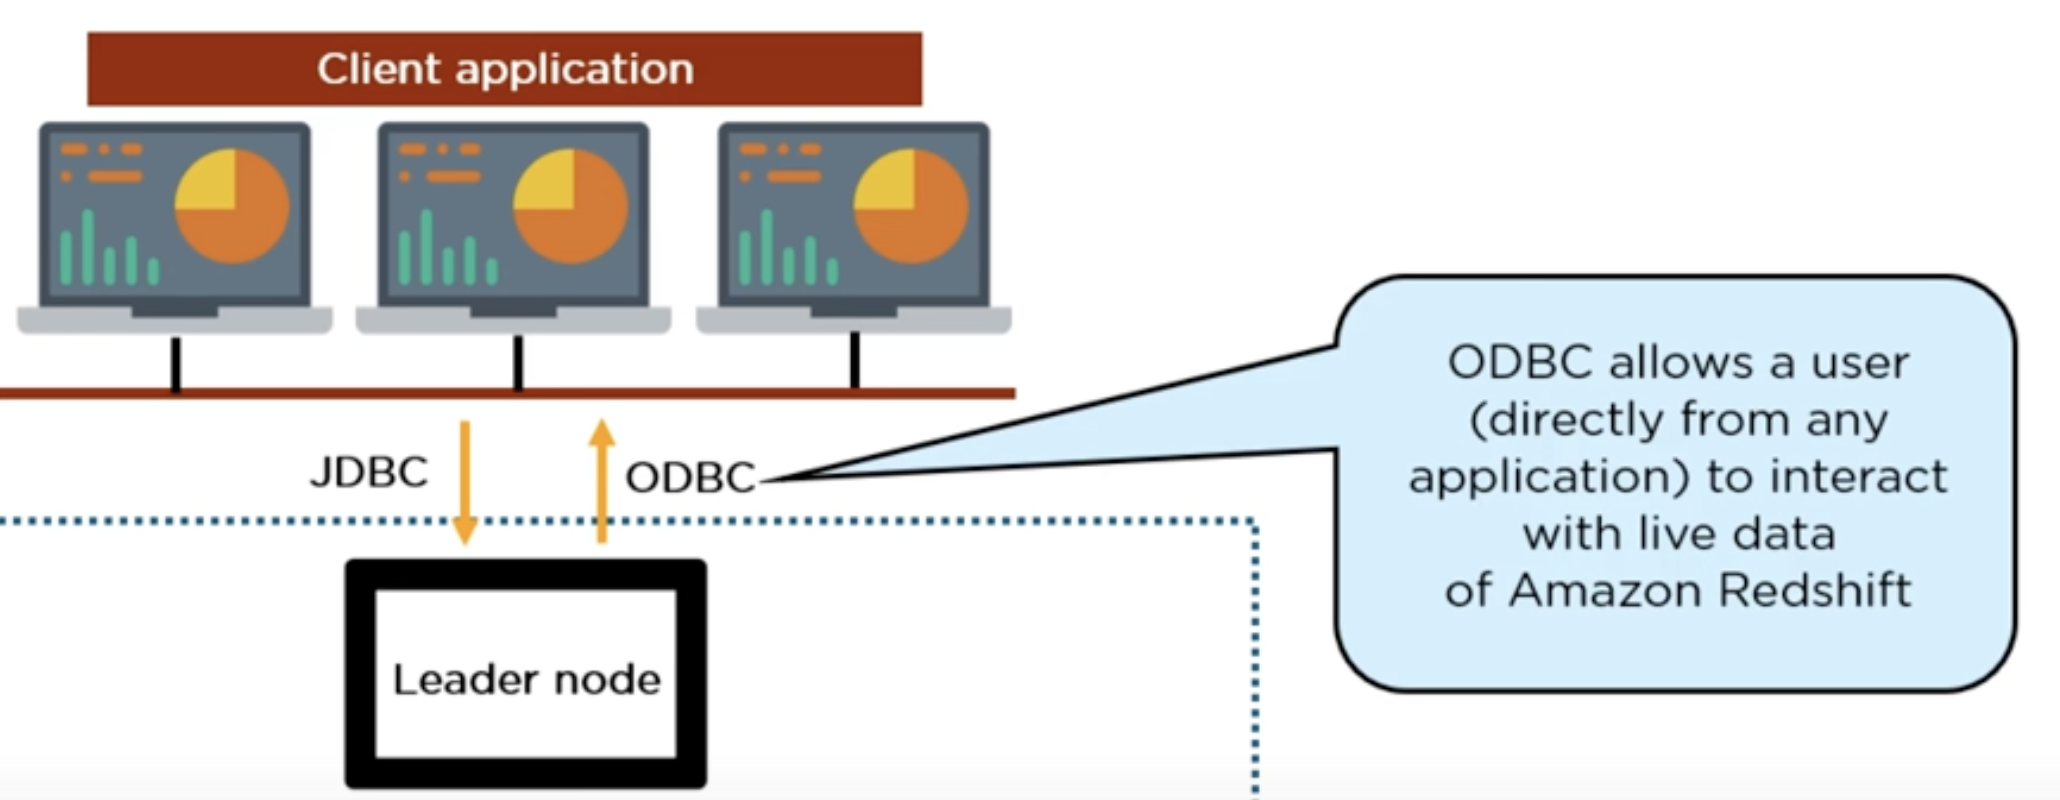 Client application
JDBC
ODBC
ODBC allows a user
(directly from any
application) to interact
with live data
of Amazon Redshift
Leader node